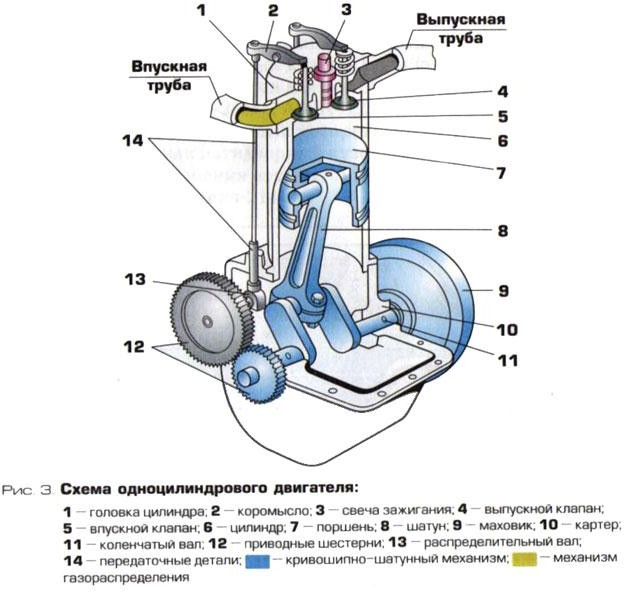 1
2
3
Выпускная
труба
Впускная
труба
4
5
6
14
7
8
13
9
10
12
11
Рис. 3. Схема одноцилиндрового двигателя:
1 – головка цилиндра; 2 – коромысло; 3 – свеча зажигания; 4 – выпускной клапан;
5 – впускной клапан; 6 – цилиндр; 7 – поршень; 8 – шатун; 9 – маховик; 10 – картер;
11 – коленчатый вал; 12 – приводные шестерни; 13 – распределительный вал;
14 – передаточные детали; – кривошипно-шатунный механизм; – механизм
газораспределения